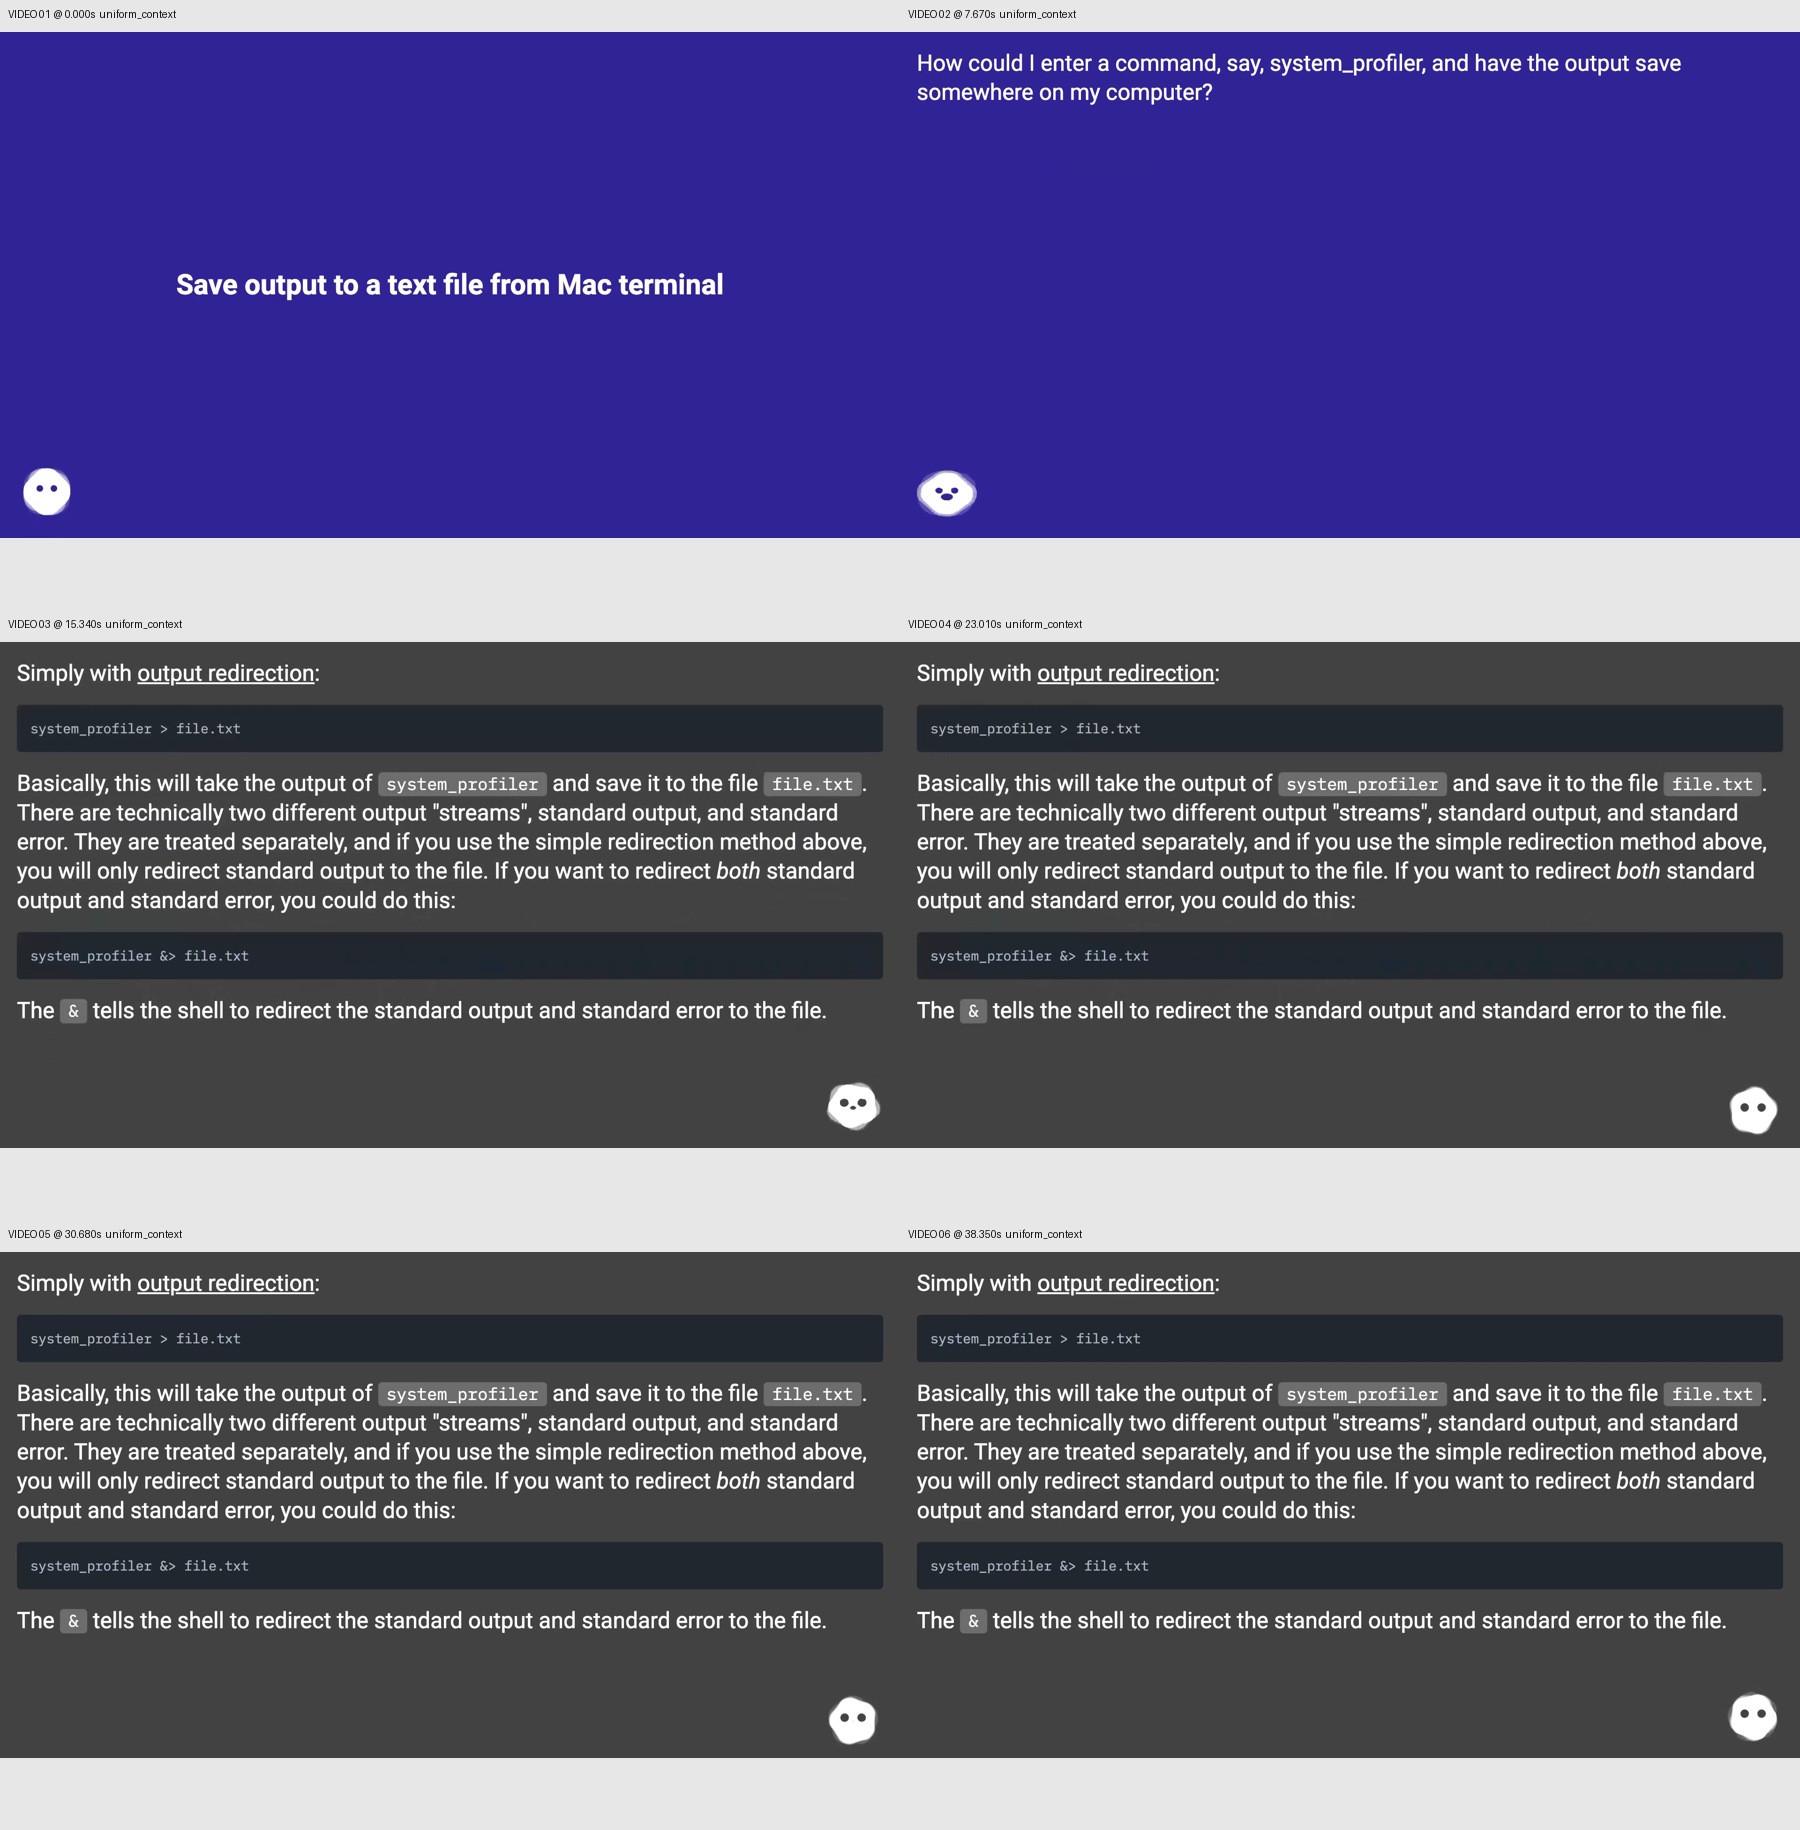 VIDEO 01 @ 0.000s uniform_context
Save output to a text file from Mac terminal
VIDEO 02 @ 7.670s uniform_context
How could I enter a command, say, system_profiler, and have the output save
somewhere on my computer?
VIDEO 03 @ 15.340s uniform_context
Simply with output redirection:
system_profiler > file.txt
Basically, this will take the output of system_profiler and save it to the file file.txt.
There are technically two different output "streams", standard output, and standard
error. They are treated separately, and if you use the simple redirection method above,
you will only redirect standard output to the file. If you want to redirect both standard
output and standard error, you could do this:
system_profiler &> file.txt
The & tells the shell to redirect the standard output and standard error to the file.
VIDEO 04 @ 23.010s uniform_context
Simply with output redirection:
system_profiler > file.txt
Basically, this will take the output of system_profiler and save it to the file file.txt.
There are technically two different output "streams", standard output, and standard
error. They are treated separately, and if you use the simple redirection method above,
you will only redirect standard output to the file. If you want to redirect both standard
output and standard error, you could do this:
system_profiler &> file.txt
The & tells the shell to redirect the standard output and standard error to the file.
VIDEO 05 @ 30.680s uniform_context
Simply with output redirection:
system_profiler > file.txt
Basically, this will take the output of system_profiler and save it to the file file.txt.
There are technically two different output "streams", standard output, and standard
error. They are treated separately, and if you use the simple redirection method above,
you will only redirect standard output to the file. If you want to redirect both standard
output and standard error, you could do this:
system_profiler &> file.txt
The & tells the shell to redirect the standard output and standard error to the file.
VIDEO 06 @ 38.350s uniform_context
Simply with output redirection:
system_profiler > file.txt
Basically, this will take the output of system_profiler and save it to the file file.txt.
There are technically two different output "streams", standard output, and standard
error. They are treated separately, and if you use the simple redirection method above,
you will only redirect standard output to the file. If you want to redirect both standard
output and standard error, you could do this:
system_profiler &> file.txt
The & tells the shell to redirect the standard output and standard error to the file.